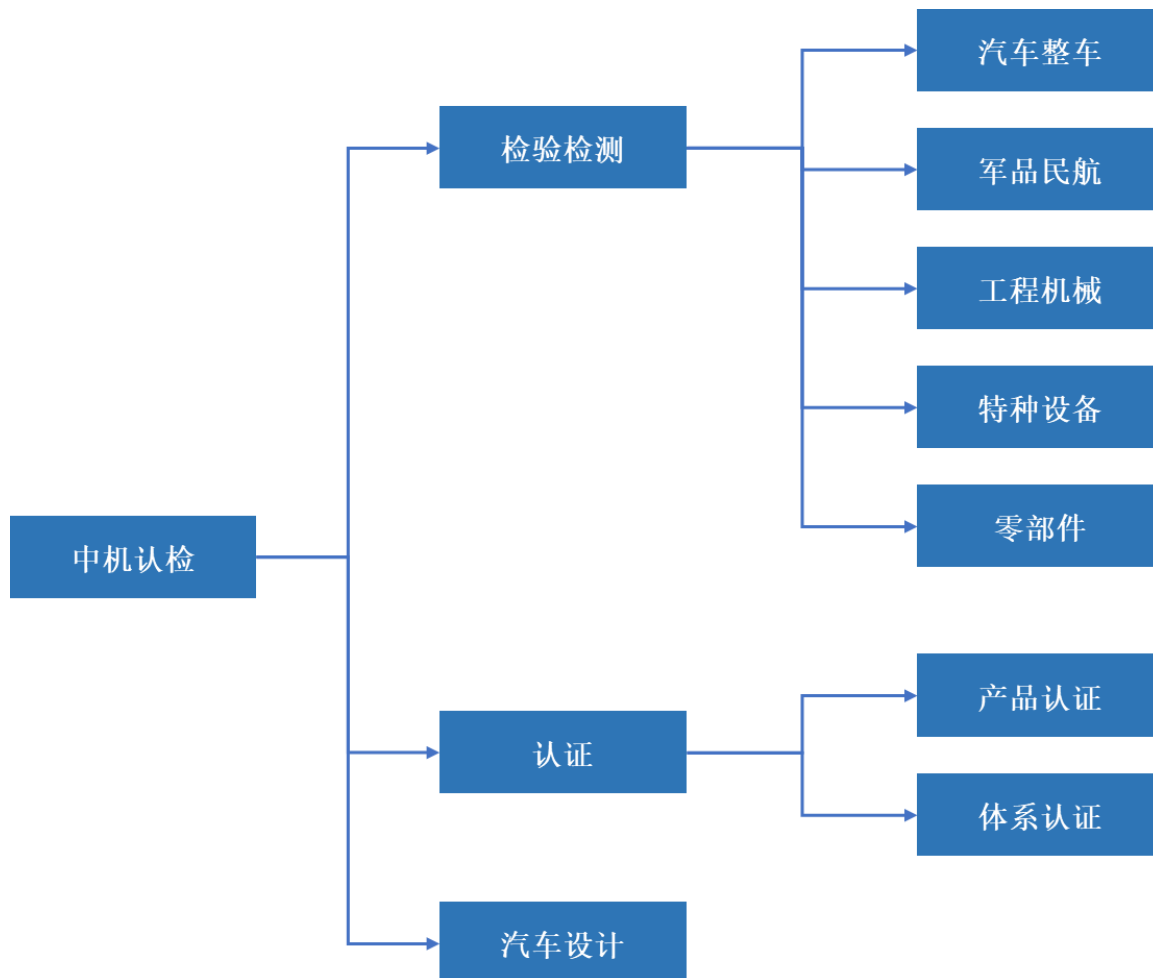 汽车整车
检验检测
军品民航
工程机械
特种设备
零部件
中机认检
产品认证
认证
体系认证
汽车设计